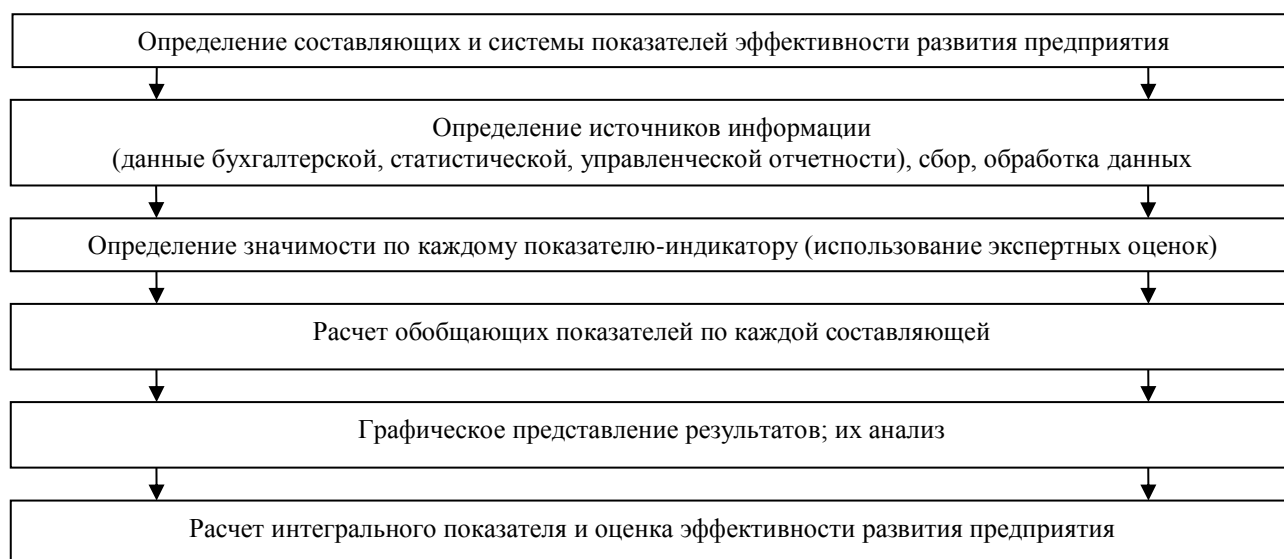 Определение составляющих и системы показателей эффективности развития предприятия
Определение источников информации
(данные бухгалтерской, статистической, управленческой отчетности), сбор, обработка данных
Определение значимости по каждому показателю-индикатору (использование экспертных оценок)
Расчет обобщающих показателей по каждой составляющей
Графическое представление результатов; их анализ
Расчет интегрального показателя и оценка эффективности развития предприятия